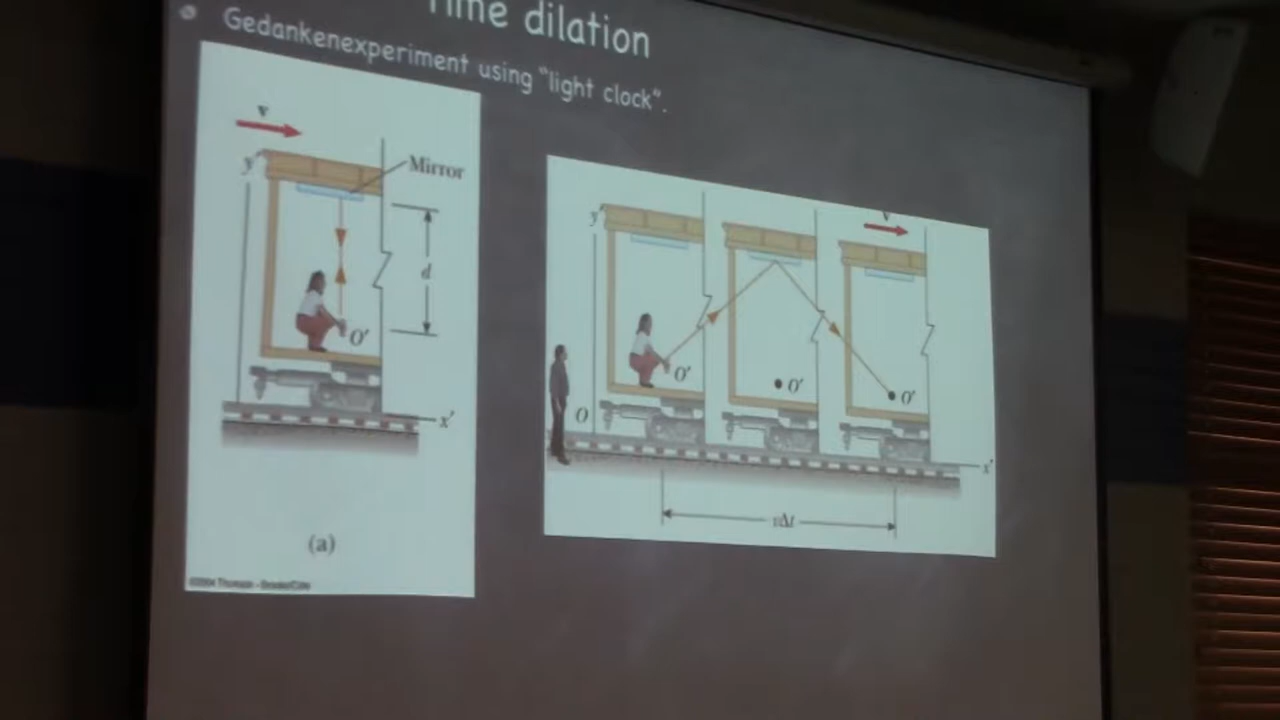 Time dilation
Gedankenexperiment using "light clock".
v
y'
Mirror
d
O'
x'
(a)
y'
v
O'
O'
O'
O
x'
vΔt